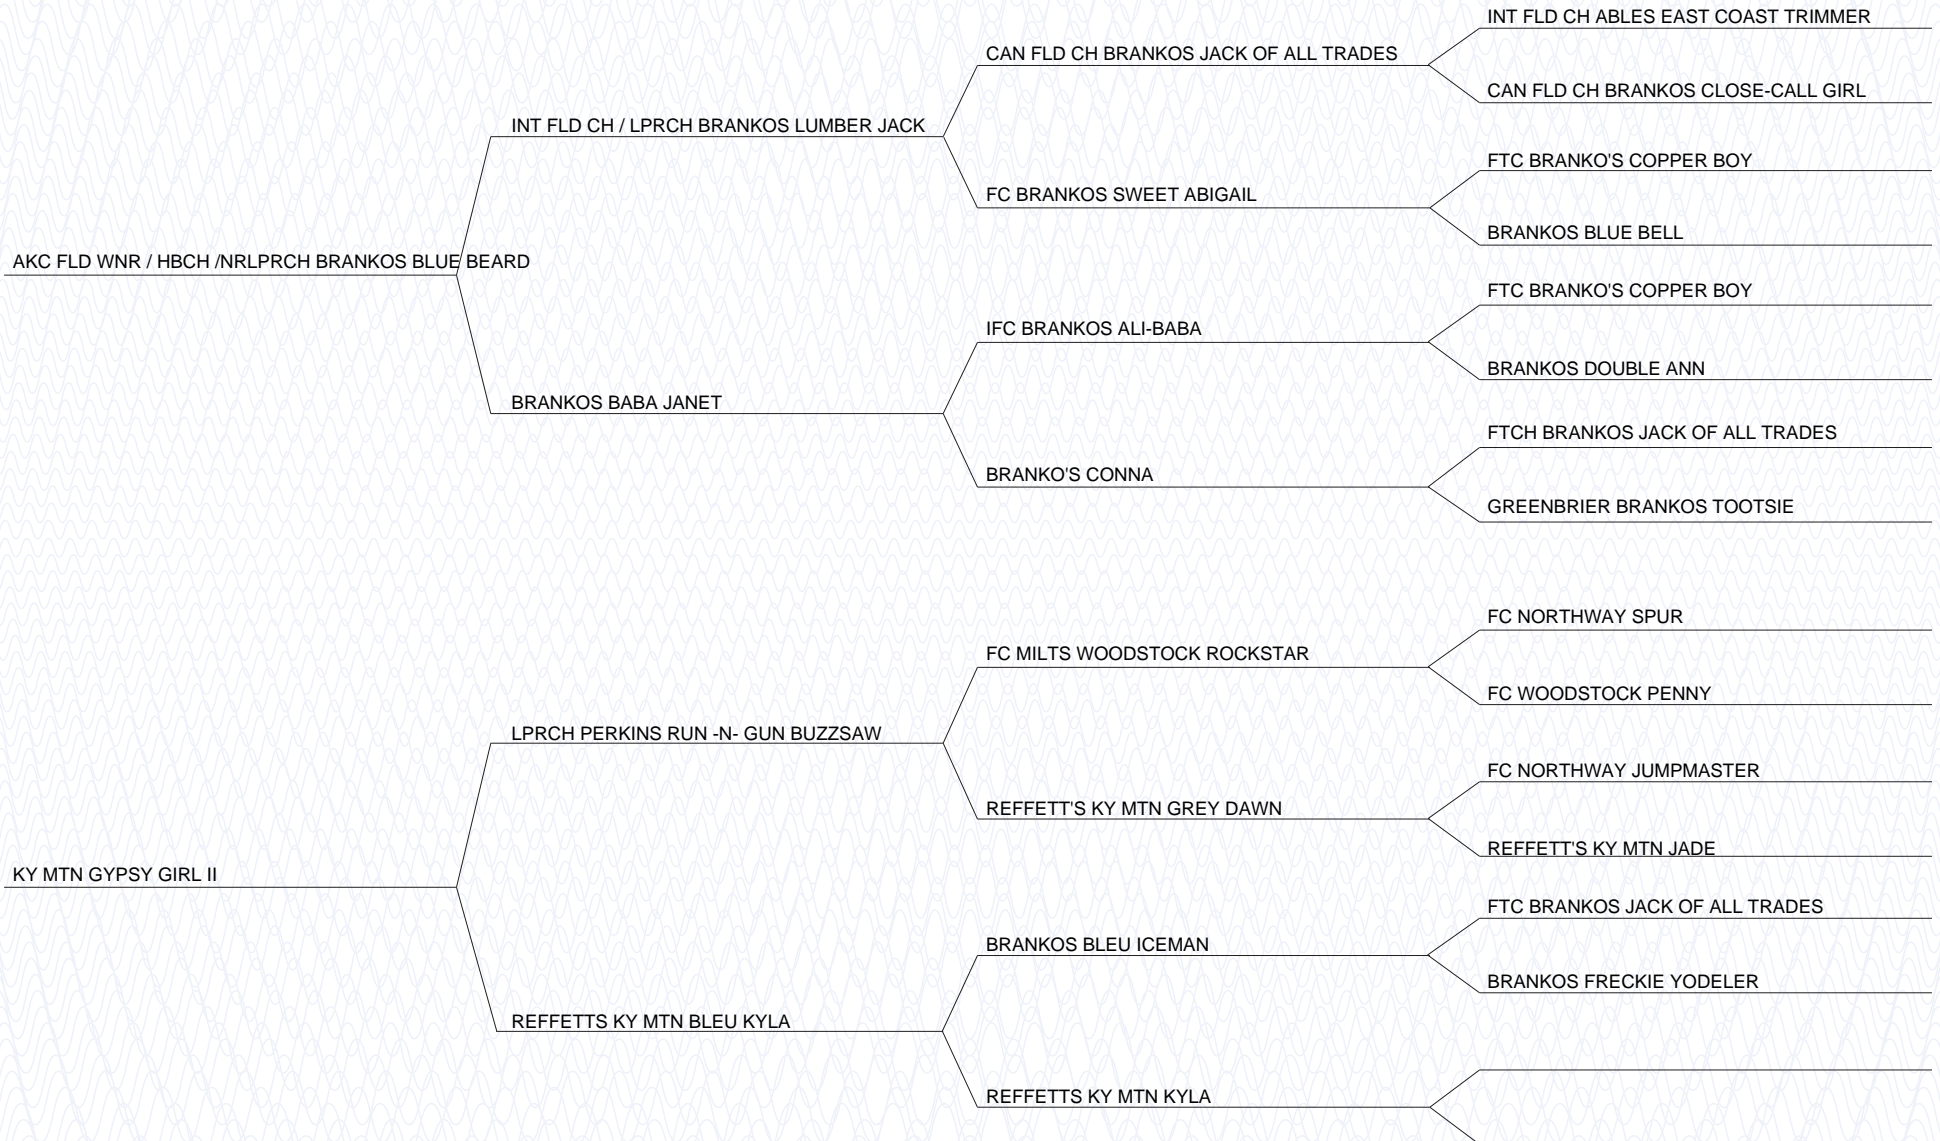 INT FLD CH ABLES EAST COAST TRIMMER
CAN FLD CH BRANKOS JACK OF ALL TRADES
CAN FLD CH BRANKOS CLOSE-CALL GIRL
INT FLD CH / LPRCH BRANKOS LUMBER JACK
FTC BRANKO'S COPPER BOY
FC BRANKOS SWEET ABIGAIL
BRANKOS BLUE BELL
AKC FLD WNR / HBCH /NRLPRCH BRANKOS BLUE BEARD
FTC BRANKO'S COPPER BOY
IFC BRANKOS ALI-BABA
BRANKOS DOUBLE ANN
BRANKOS BABA JANET
FTCH BRANKOS JACK OF ALL TRADES
BRANKO'S CONNA
GREENBRIER BRANKOS TOOTSIE
FC NORTHWAY SPUR
FC MILTS WOODSTOCK ROCKSTAR
FC WOODSTOCK PENNY
LPRCH PERKINS RUN -N- GUN BUZZSAW
FC NORTHWAY JUMPMASTER
REFFETT'S KY MTN GREY DAWN
REFFETT'S KY MTN JADE
KY MTN GYPSY GIRL II
FTC BRANKOS JACK OF ALL TRADES
BRANKOS BLEU ICEMAN
BRANKOS FRECKIE YODELER
REFFETTS KY MTN BLEU KYLA
REFFETTS KY MTN KYLA